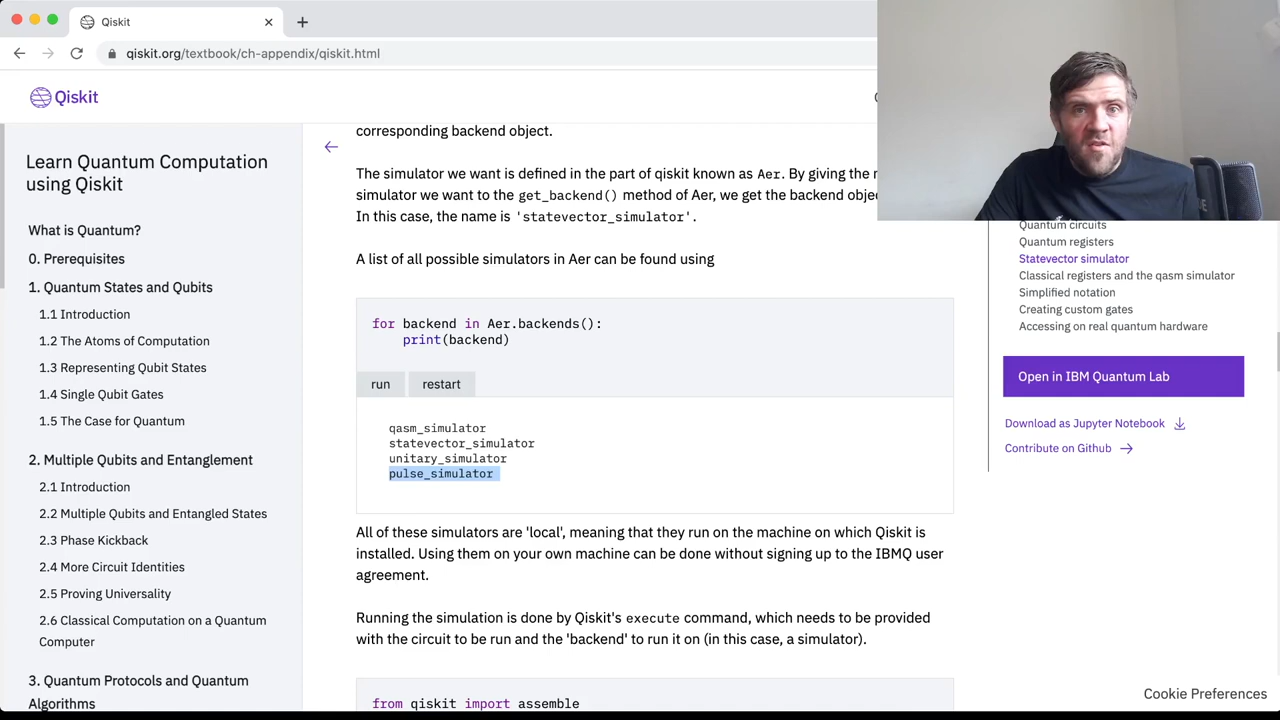 Qiskit
qiskit.org/textbook/ch-appendix/qiskit.html
Qiskit
Learn Quantum Computation
using Qiskit
What is Quantum?
0. Prerequisites
1. Quantum States and Qubits
1.1 Introduction
1.2 The Atoms of Computation
1.3 Representing Qubit States
1.4 Single Qubit Gates
1.5 The Case for Quantum
2. Multiple Qubits and Entanglement
2.1 Introduction
2.2 Multiple Qubits and Entangled States
2.3 Phase Kickback
2.4 More Circuit Identities
2.5 Proving Universality
2.6 Classical Computation on a Quantum
Computer
3. Quantum Protocols and Quantum
Algorithms
corresponding backend object.
The simulator we want is defined in the part of qiskit known as Aer. By giving the
simulator we want to the get_backend() method of Aer, we get the backend
In this case, the name is 'statevector_simulator'.
A list of all possible simulators in Aer can be found using
for backend in Aer.backends():
print(backend)
run restart
qasm_simulator
statevector_simulator
unitary_simulator
pulse_simulator
All of these simulators are 'local', meaning that they run on the machine on which Qiskit is
installed. Using them on your own machine can be done without signing up to the IBMQ user
agreement.
Running the simulation is done by Qiskit's execute command, which needs to be provided
with the circuit to be run and the 'backend' to run it on (in this case, a simulator).
from qiskit import assemble
Quantum circuits
Quantum registers
Statevector simulator
Classical registers and the qasm simulator
Simplified notation
Creating custom gates
Accessing on real quantum hardware
Open in IBM Quantum Lab
Download as Jupyter Notebook
Contribute on Github
Cookie Preferences